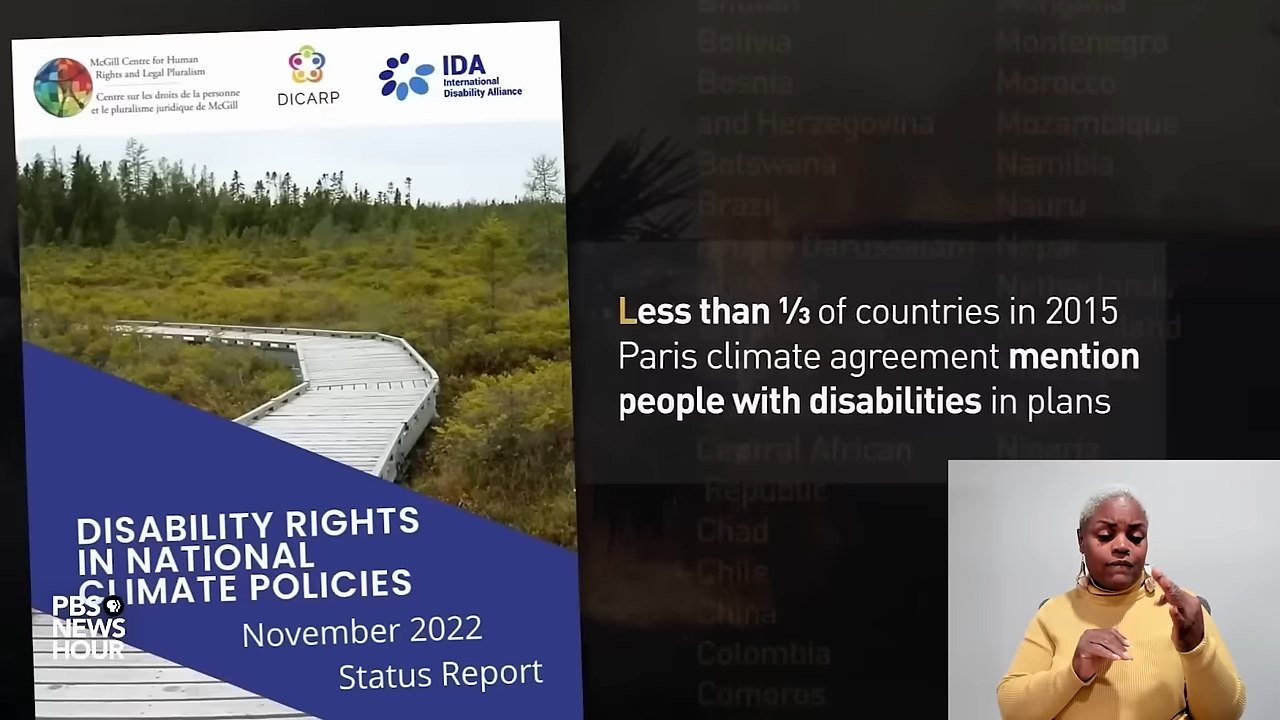 McGill Centre for Human
Rights and Legal Pluralism
Centre sur les droits de la personne
et le pluralisme juridique de McGill
DICARP
IDA
International
Disability Alliance
DISABILITY RIGHTS
IN NATIONAL
CLIMATE POLICIES
November 2022
Status Report
PBS
NEWS
HOUR
Less than ⅓ of countries in 2015
Paris climate agreement mention
people with disabilities in plans
Bhutan
Bolivia
Bosnia
and Herzegovina
Botswana
Brazil
Darussalam
Central African
Republic
Chad
Chile
China
Colombia
Comoros
Montenegro
Morocco
Mozambique
Namibia
Nauru
Nepal